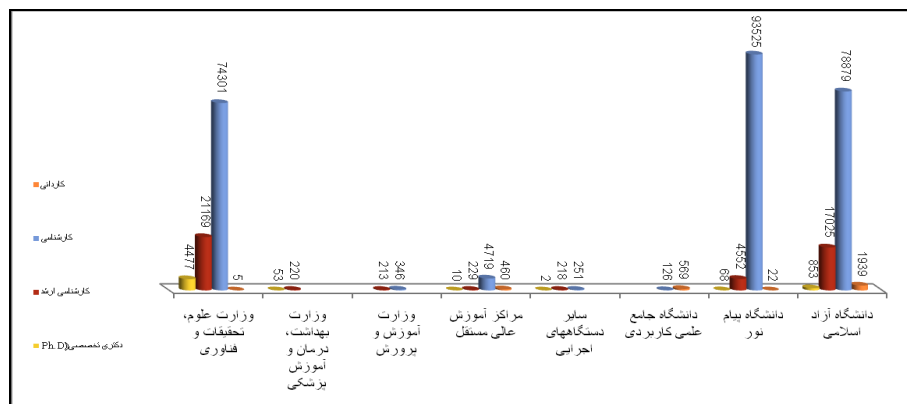 74301
21169
4477
5
53
220
213
346
10
229
4719
460
2
218
251
126
569
68
4552
93525
22
853
17025
78879
1939
کاردانی
کارشناسی
کارشناسی ارشد
دکتری تخصصی(Ph.D
وزارت علوم،
تحقیقات و
فناوری
وزارت
بهداشت،
درمان و
آموزش
پزشکی
وزارت
آموزش و
پرورش
مراکز آموزش
عالی مستقل
سایر
دستگاههای
اجرایی
دانشگاه جامع
علمی کاربردی
دانشگاه پیام
نور
دانشگاه آزاد
اسلامی